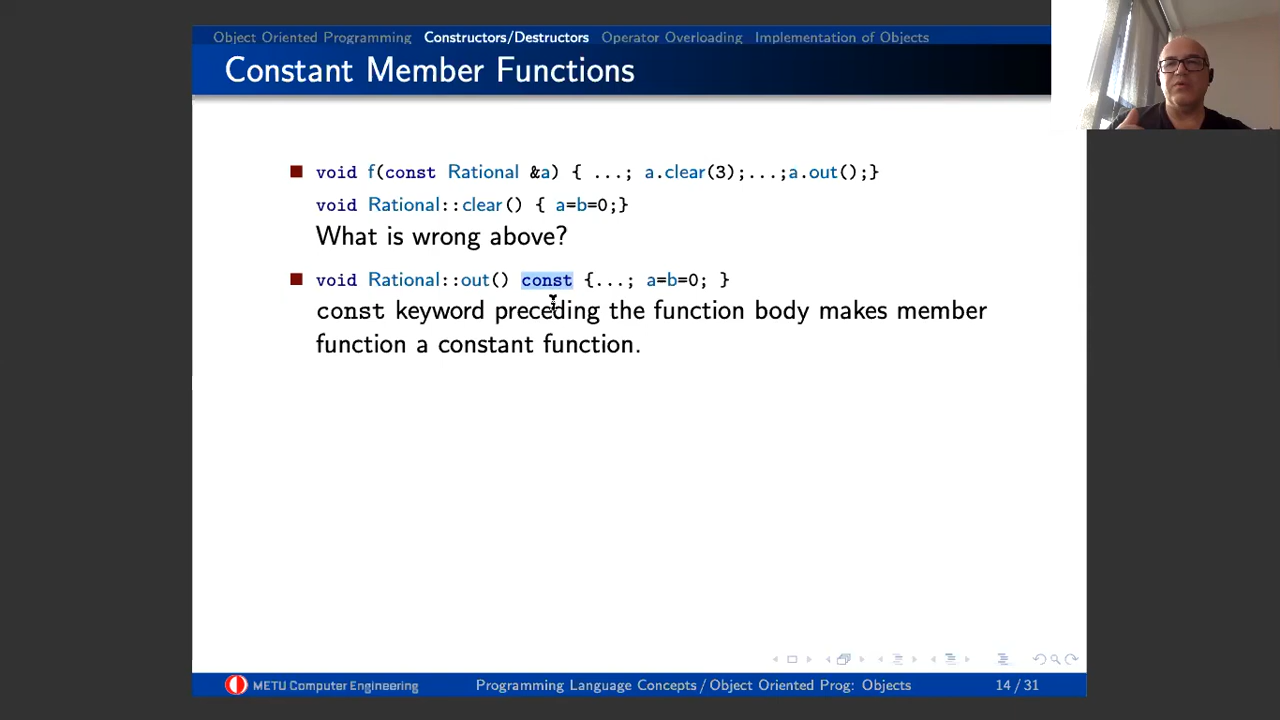 Object Oriented Programming Constructors/Destructors Operator Overloading Implementation of Objects
Constant Member Functions
void f(const Rational &a) { ...; a.clear(3);...;a.out();}
void Rational::clear() { a=b=0;}
What is wrong above?
void Rational::out() const {...; a=b=0; }
const keyword preceding the function body makes member
function a constant function.
METU Computer Engineering Programming Language Concepts / Object Oriented Prog: Objects 14 / 31